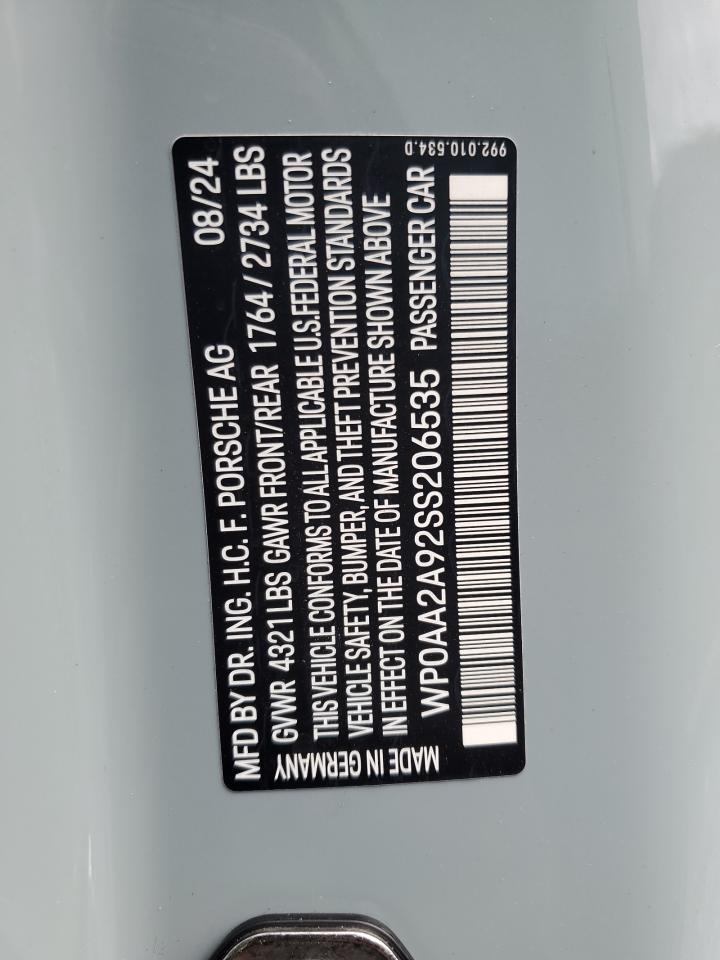 MFD BY DR. ING. H.C. F. PORSCHE AG 08/24
GVWR 4321 LBS GAWR FRONT/REAR 1764 / 2734 LBS
THIS VEHICLE CONFORMS TO ALL APPLICABLE U.S. FEDERAL MOTOR
VEHICLE SAFETY, BUMPER, AND THEFT PREVENTION STANDARDS
IN EFFECT ON THE DATE OF MANUFACTURE SHOWN ABOVE
WP0AA2A92SS206535 PASSENGER CAR
MADE IN GERMANY
992.010.534.D